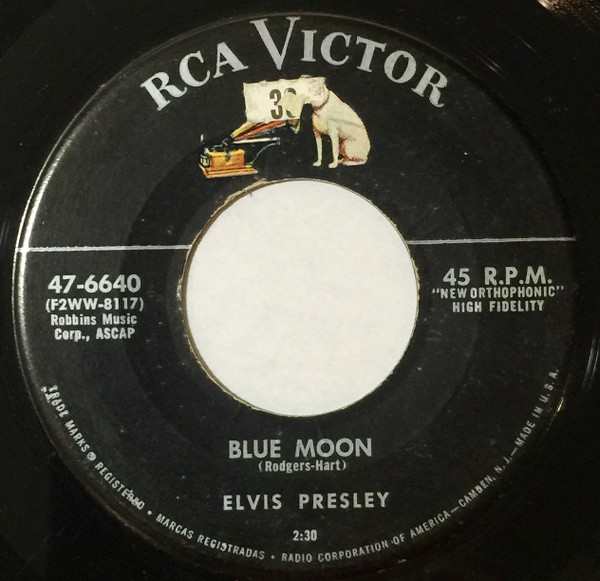 RCA VICTOR
47-6640
(F2WW-8117)
Robbins Music
Corp., ASCAP
45 R.P.M.
"NEW ORTHOPHONIC"
HIGH FIDELITY
BLUE MOON
(Rodgers-Hart)
ELVIS PRESLEY
2:30
TRADE MARKS ® REGISTERED • MARCAS REGISTRADAS • RADIO CORPORATION OF AMERICA—CAMDEN, N.J.—MADE IN U.S.A.